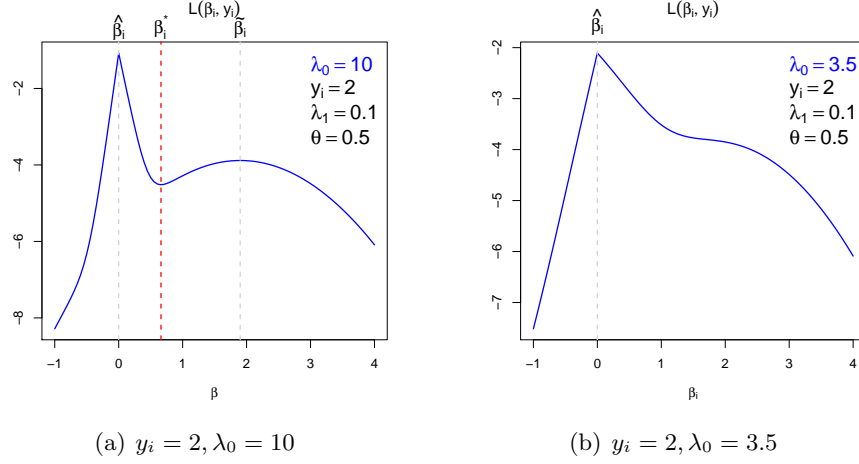 L(βᵢ, yᵢ)
β̂ᵢ βᵢ* β̃ᵢ
λ₀ = 10
yᵢ = 2
λ₁ = 0.1
θ = 0.5
-2
-4
-6
-8
−1 0 1 2 3 4
β
(a) yᵢ = 2, λ₀ = 10
L(βᵢ, yᵢ)
β̂ᵢ
λ₀ = 3.5
yᵢ = 2
λ₁ = 0.1
θ = 0.5
-2
-3
-4
-5
-6
-7
−1 0 1 2 3 4
βᵢ
(b) yᵢ = 2, λ₀ = 3.5